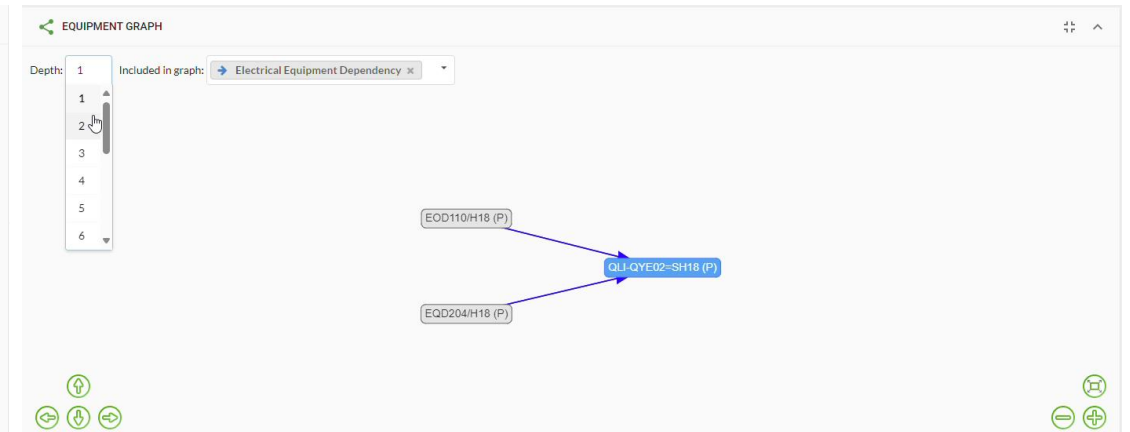 EQUIPMENT GRAPH
Depth: 1 Included in graph: Electrical Equipment Dependency ×
1
2
3
4
5
6
EOD110/H18 (P)
QLI-QYE02=SH18 (P)
EQD204/H18 (P)